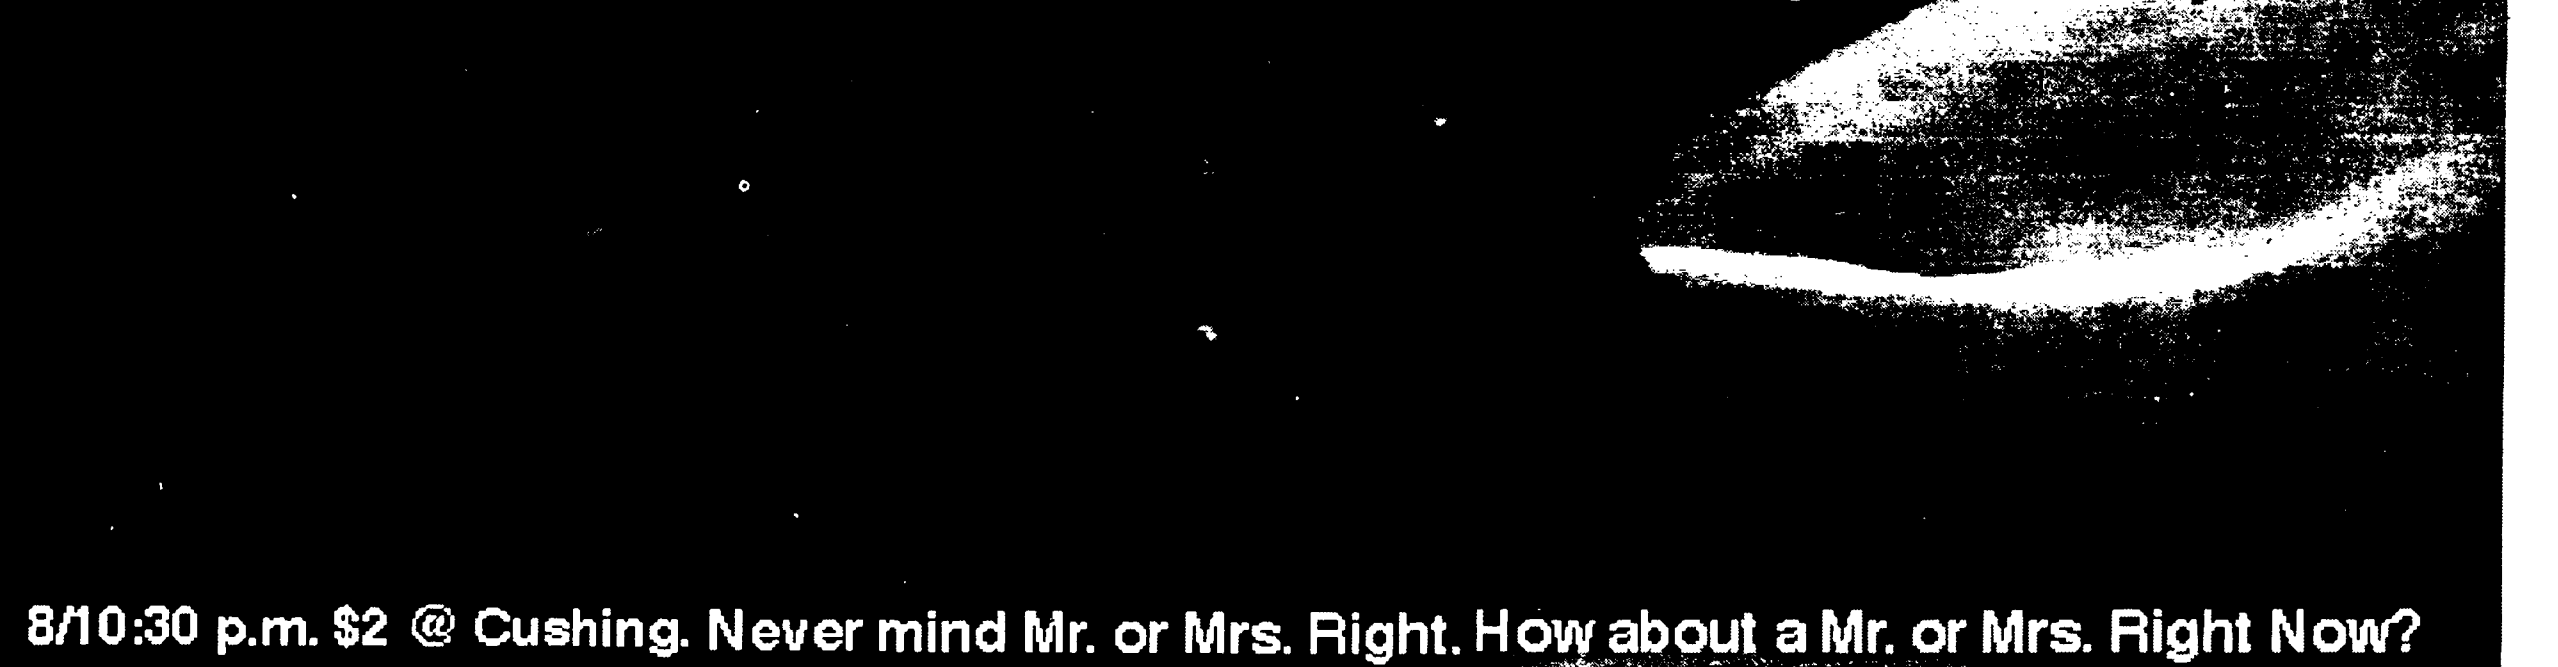 8/10:30 p.m. $2 @ Cushing. Never mind Mr. or Mrs. Right. How about a Mr. or Mrs. Right Now?